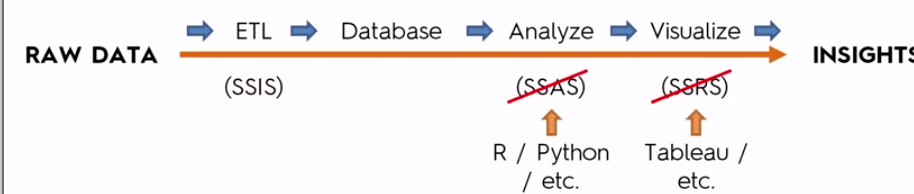 ETL Database Analyze Visualize
RAW DATA INSIGHTS
(SSIS) (SSAS) (SSRS)
R / Python Tableau /
/ etc. etc.